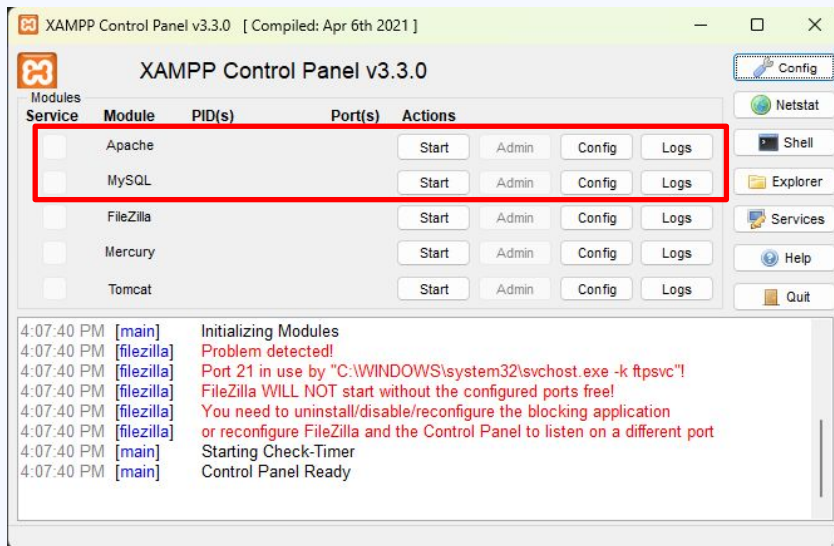 XAMPP Control Panel v3.3.0 [ Compiled: Apr 6th 2021 ]
XAMPP Control Panel v3.3.0
Config
Modules
Netstat
Service Module PID(s) Port(s) Actions
Apache Start Admin Config Logs
Shell
MySQL Start Admin Config Logs
Explorer
FileZilla Start Admin Config Logs
Services
Mercury Start Admin Config Logs
Help
Tomcat Start Admin Config Logs
Quit
4:07:40 PM [main] Initializing Modules
4:07:40 PM [filezilla] Problem detected!
4:07:40 PM [filezilla] Port 21 in use by "C:\WINDOWS\system32\svchost.exe -k ftpsvc"!
4:07:40 PM [filezilla] FileZilla WILL NOT start without the configured ports free!
4:07:40 PM [filezilla] You need to uninstall/disable/reconfigure the blocking application
4:07:40 PM [filezilla] or reconfigure FileZilla and the Control Panel to listen on a different port
4:07:40 PM [main] Starting Check-Timer
4:07:40 PM [main] Control Panel Ready